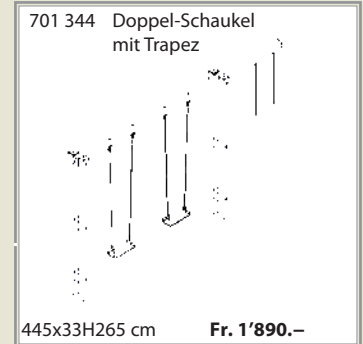 701 344 Doppel-Schaukel
mit Trapez
445x33H265 cm Fr. 1’890.–